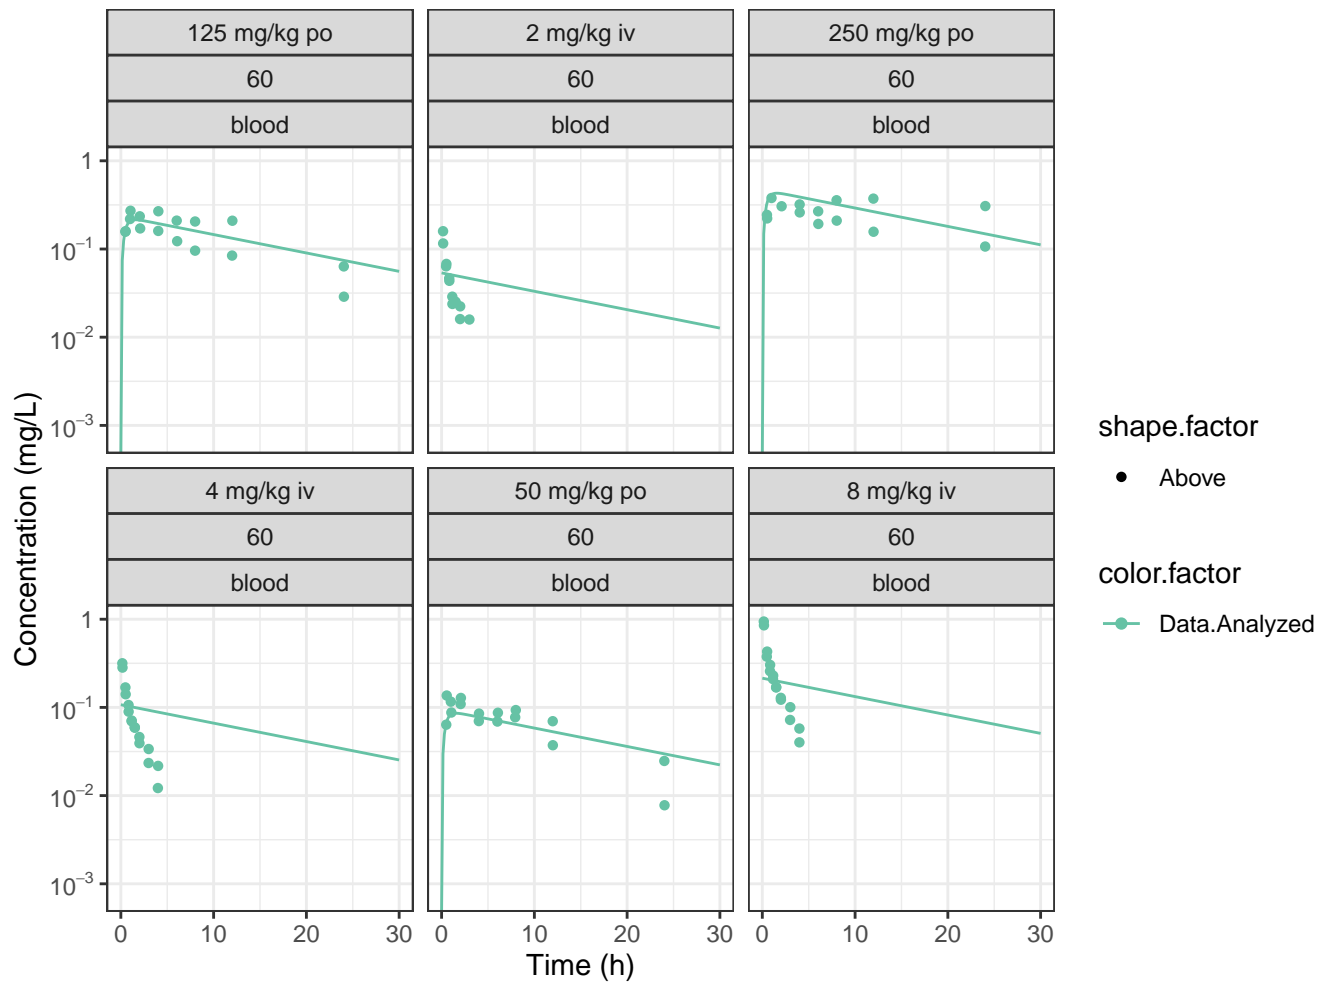 125 mg/kg po
2 mg/kg iv
250 mg/kg po
60
60
60
blood
blood
blood
1
10⁻¹
10⁻²
10⁻³
4 mg/kg iv
50 mg/kg po
8 mg/kg iv
60
60
60
blood
blood
blood
1
10⁻¹
10⁻²
10⁻³
0 10 20 30
0 10 20 30
0 10 20 30
Time (h)
Concentration (mg/L)
shape.factor
Above
color.factor
Data.Analyzed